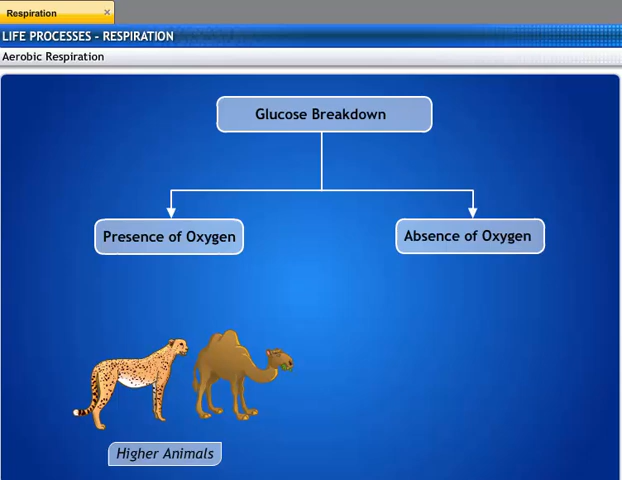 Respiration
LIFE PROCESSES - RESPIRATION
Aerobic Respiration
Glucose Breakdown
Presence of Oxygen
Absence of Oxygen
Higher Animals